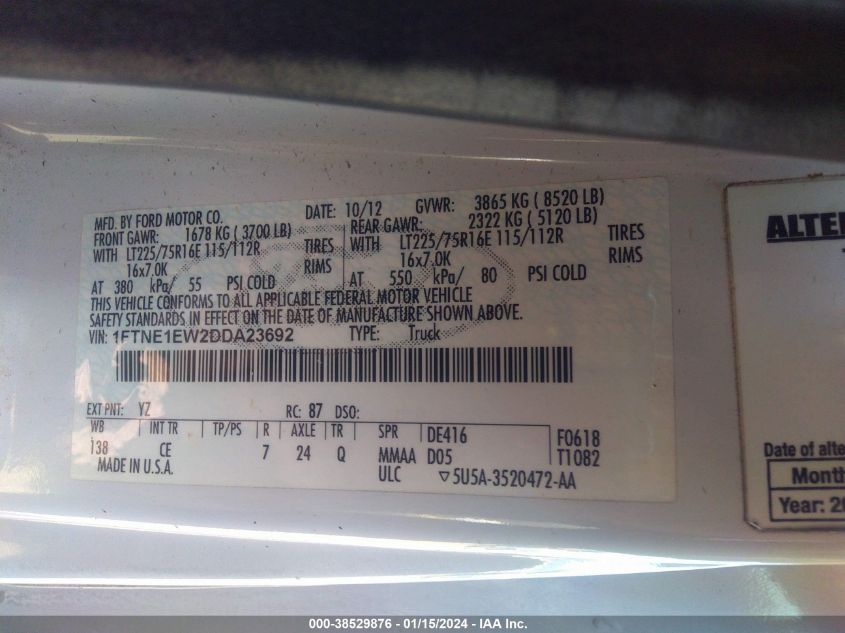 MFD. BY FORD MOTOR CO. DATE: 10/12 GVWR: 3865 KG ( 8520 LB)
FRONT GAWR: 1678 KG ( 3700 LB) REAR GAWR: 2322 KG ( 5120 LB)
WITH LT225/75R16E 115/112R TIRES WITH LT225/75R16E 115/112R TIRES
16x7.0K RIMS 16x7.0K RIMS
AT 380 kPa/ 55 PSI COLD AT 550 kPa/ 80 PSI COLD
THIS VEHICLE CONFORMS TO ALL APPLICABLE FEDERAL MOTOR VEHICLE
SAFETY STANDARDS IN EFFECT ON THE DATE OF MANUFACTURE SHOWN ABOVE.
VIN: 1FTNE1EW2DDA23692 TYPE: Truck
EXT PNT: YZ RC: 87 DSO:
WB INT TR TP/PS R AXLE TR SPR DE416 F0618
138 CE 7 24 Q MMAA D05 T1082
MADE IN U.S.A. ULC ▽5U5A-3520472-AA
ALTER
Date of alte
Month
Year: 20
000-38529876 - 01/15/2024 - IAA Inc.